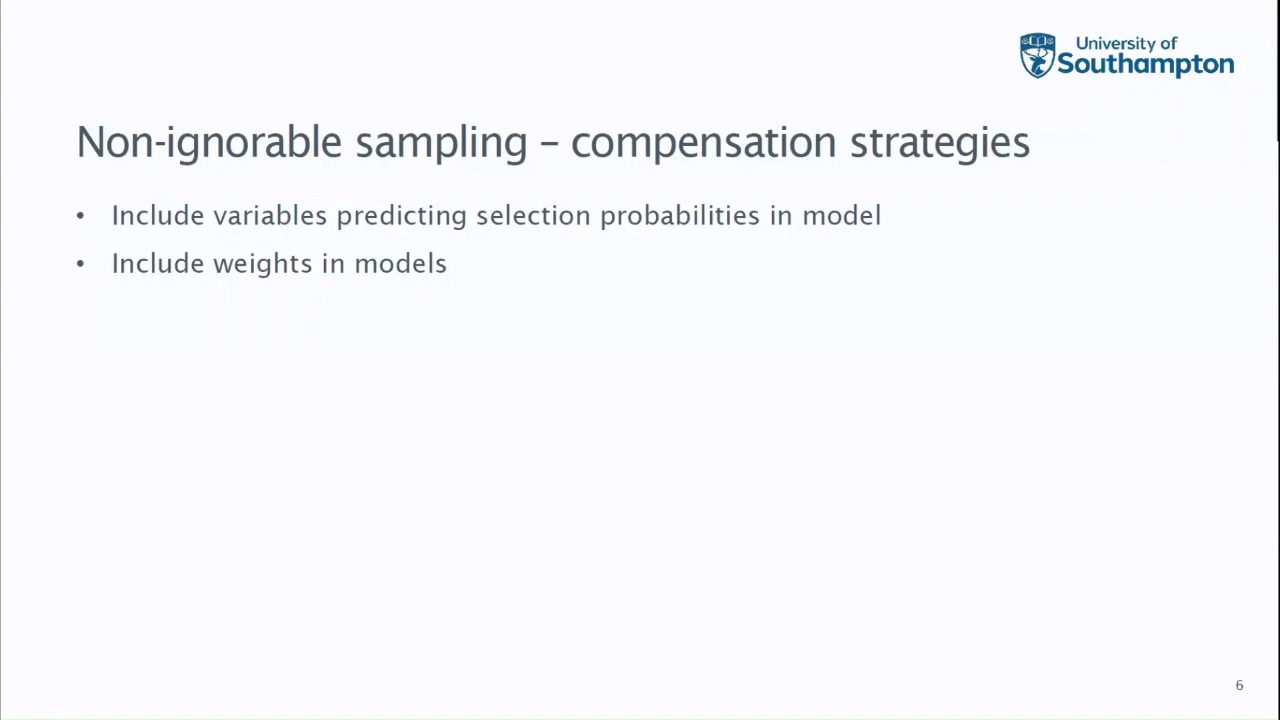 University of
Southampton
Non-ignorable sampling – compensation strategies
• Include variables predicting selection probabilities in model
• Include weights in models
6